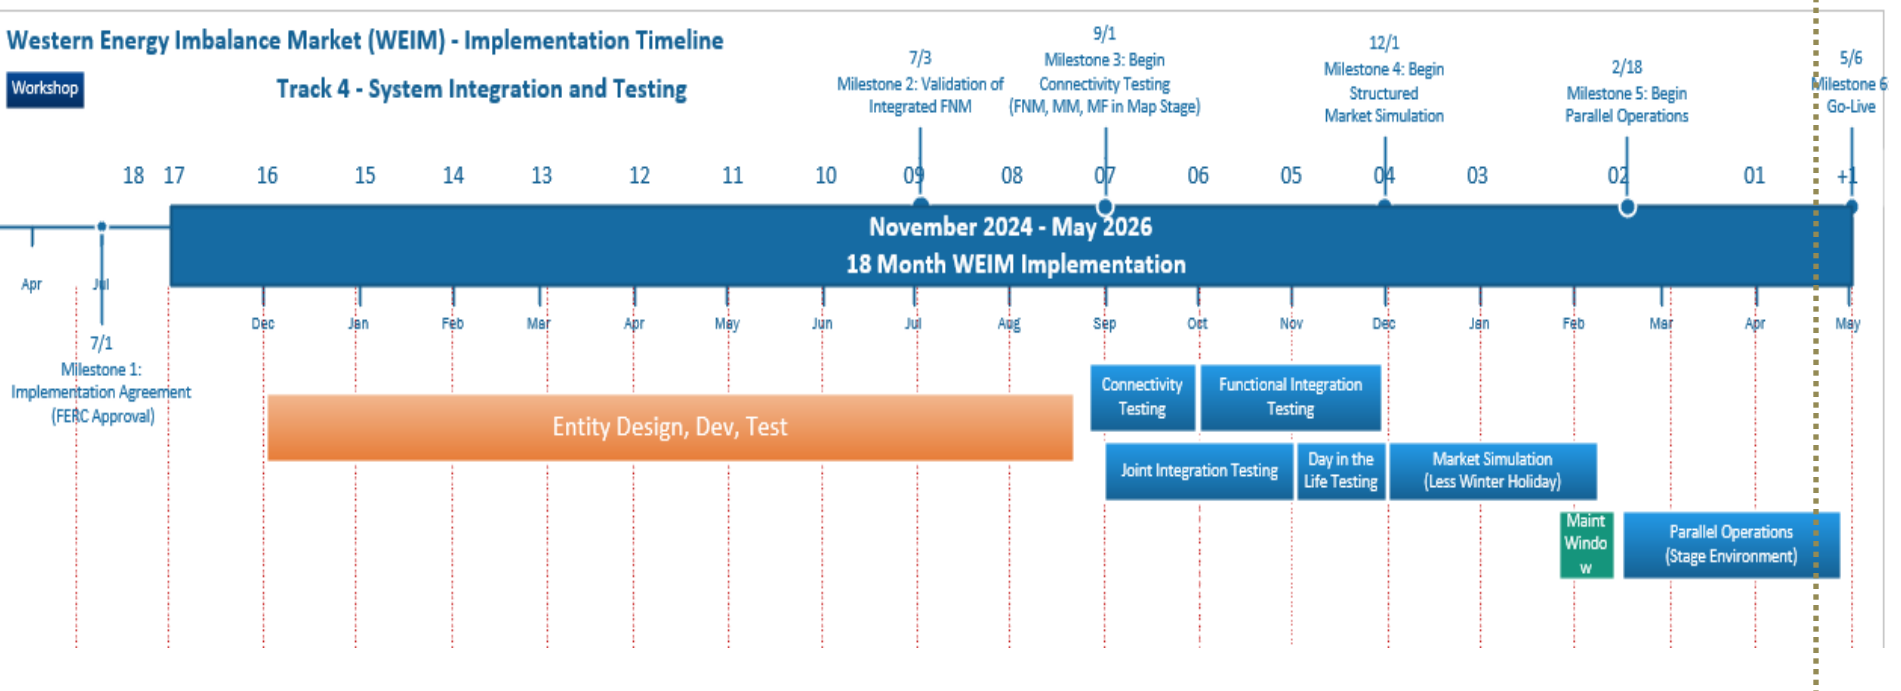 Western Energy Imbalance Market (WEIM) - Implementation Timeline
Workshop
Track 4 - System Integration and Testing
7/3
Milestone 2: Validation of
Integrated FNM
9/1
Milestone 3: Begin
Connectivity Testing
(FNM, MM, MF in Map Stage)
12/1
Milestone 4: Begin
Structured
Market Simulation
2/18
Milestone 5: Begin
Parallel Operations
5/6
Milestone 6
Go-Live
18 17 16 15 14 13 12 11 10 09 08 07 06 05 04 03 02 01 +1
November 2024 - May 2026
18 Month WEIM Implementation
Apr Jul
Dec Jan Feb Mar Apr May Jun Jul Aug Sep Oct Nov Dec Jan Feb Mar Apr May
7/1
Milestone 1:
Implementation Agreement
(FERC Approval)
Entity Design, Dev, Test
Connectivity
Testing
Functional Integration
Testing
Joint Integration Testing
Day in the
Life Testing
Market Simulation
(Less Winter Holiday)
Maint
Windo
w
Parallel Operations
(Stage Environment)